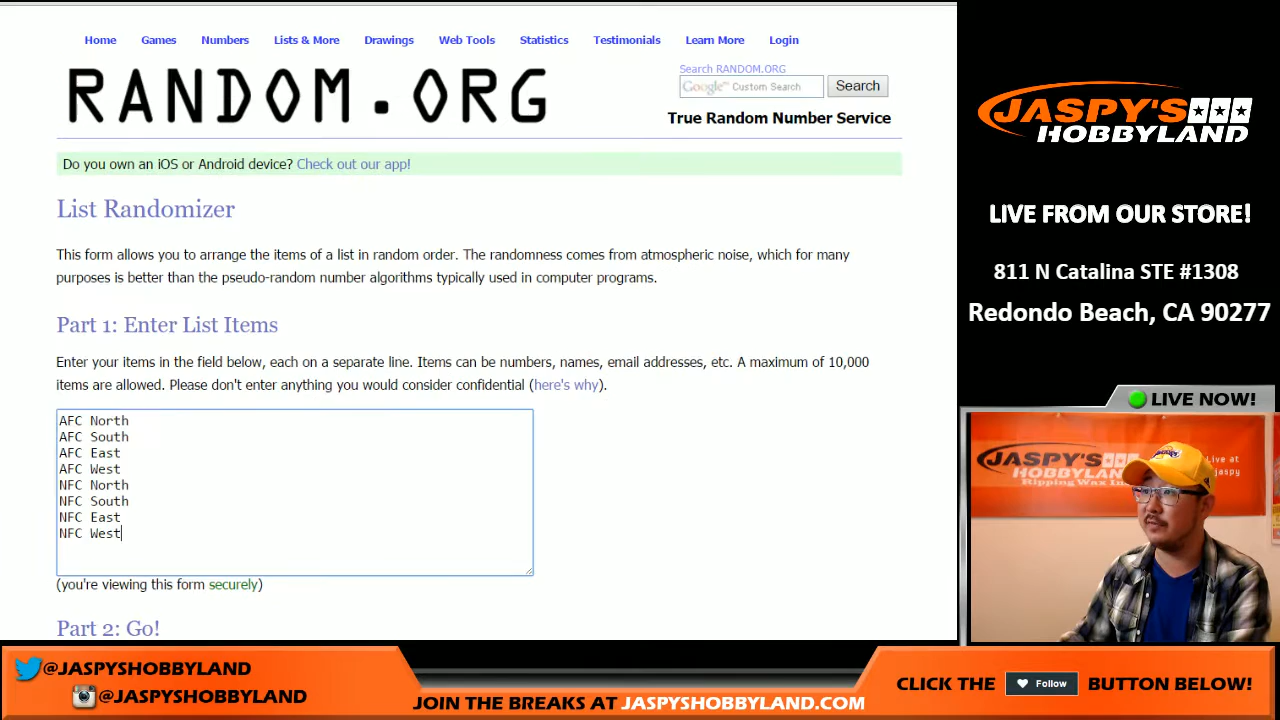 Home Games Numbers Lists & More Drawings Web Tools Statistics Testimonials Learn More Login
RANDOM.ORG
Search RANDOM.ORG
Google™ Custom Search
Search
True Random Number Service
Do you own an iOS or Android device? Check out our app!
List Randomizer
This form allows you to arrange the items of a list in random order. The randomness comes from atmospheric noise, which for many
purposes is better than the pseudo-random number algorithms typically used in computer programs.
Part 1: Enter List Items
Enter your items in the field below, each on a separate line. Items can be numbers, names, email addresses, etc. A maximum of 10,000
items are allowed. Please don't enter anything you would consider confidential (here's why).
AFC North
AFC South
AFC East
AFC West
NFC North
NFC South
NFC East
NFC West
(you're viewing this form securely)
Part 2: Go!
JASPY'S
HOBBYLAND
LIVE FROM OUR STORE!
811 N Catalina STE #1308
Redondo Beach, CA 90277
LIVE NOW!
JASPY'S
HOBBYLAN
Ripping Wax
Live at
jaspy
@JASPYSHOBBYLAND
@JASPYSHOBBYLAND
JOIN THE BREAKS AT JASPYSHOBBYLAND.COM
CLICK THE Follow BUTTON BELOW!